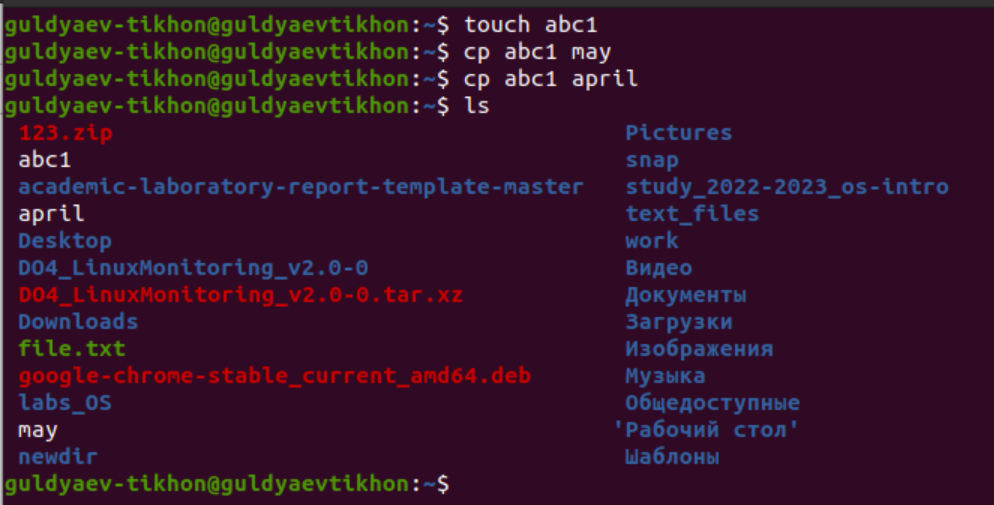 guldyaev-tikhon@guldyaevtikhon:~$ touch abc1
guldyaev-tikhon@guldyaevtikhon:~$ cp abc1 may
guldyaev-tikhon@guldyaevtikhon:~$ cp abc1 april
guldyaev-tikhon@guldyaevtikhon:~$ ls
123.zip Pictures
abc1 snap
academic-laboratory-report-template-master study_2022-2023_os-intro
april text_files
Desktop work
DO4_LinuxMonitoring_v2.0-0 Видео
DO4_LinuxMonitoring_v2.0-0.tar.xz Документы
Downloads Загрузки
file.txt Изображения
google-chrome-stable_current_amd64.deb Музыка
labs_OS Общедоступные
may 'Рабочий стол'
newdir Шаблоны
guldyaev-tikhon@guldyaevtikhon:~$